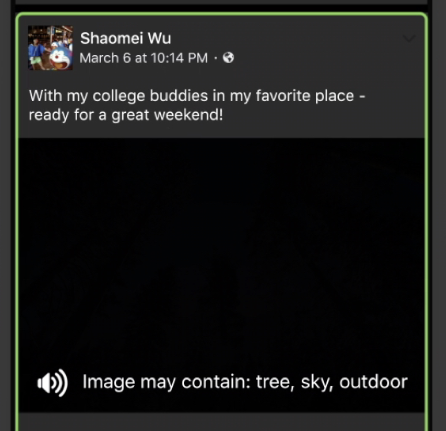 Shaomei Wu
March 6 at 10:14 PM ·
With my college buddies in my favorite place -
ready for a great weekend!
Image may contain: tree, sky, outdoor